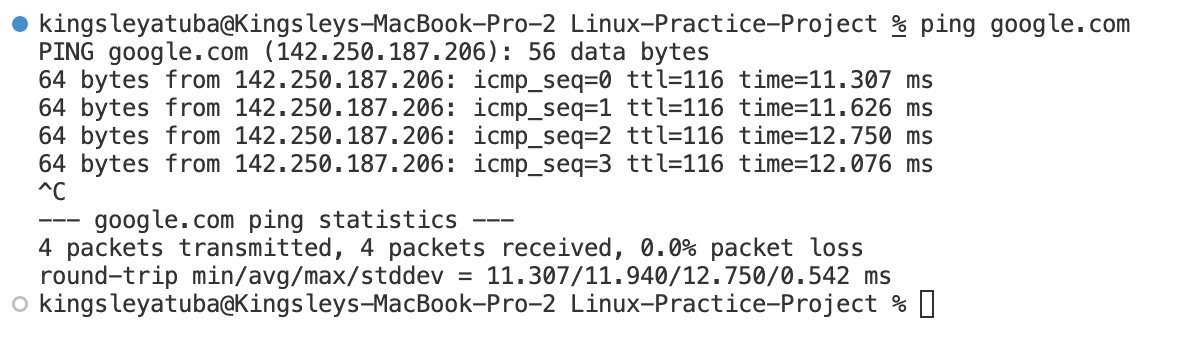 kingsleyatuba@Kingsleys-MacBook-Pro-2 Linux-Practice-Project % ping google.com
PING google.com (142.250.187.206): 56 data bytes
64 bytes from 142.250.187.206: icmp_seq=0 ttl=116 time=11.307 ms
64 bytes from 142.250.187.206: icmp_seq=1 ttl=116 time=11.626 ms
64 bytes from 142.250.187.206: icmp_seq=2 ttl=116 time=12.750 ms
64 bytes from 142.250.187.206: icmp_seq=3 ttl=116 time=12.076 ms
^C
--- google.com ping statistics ---
4 packets transmitted, 4 packets received, 0.0% packet loss
round-trip min/avg/max/stddev = 11.307/11.940/12.750/0.542 ms
kingsleyatuba@Kingsleys-MacBook-Pro-2 Linux-Practice-Project %